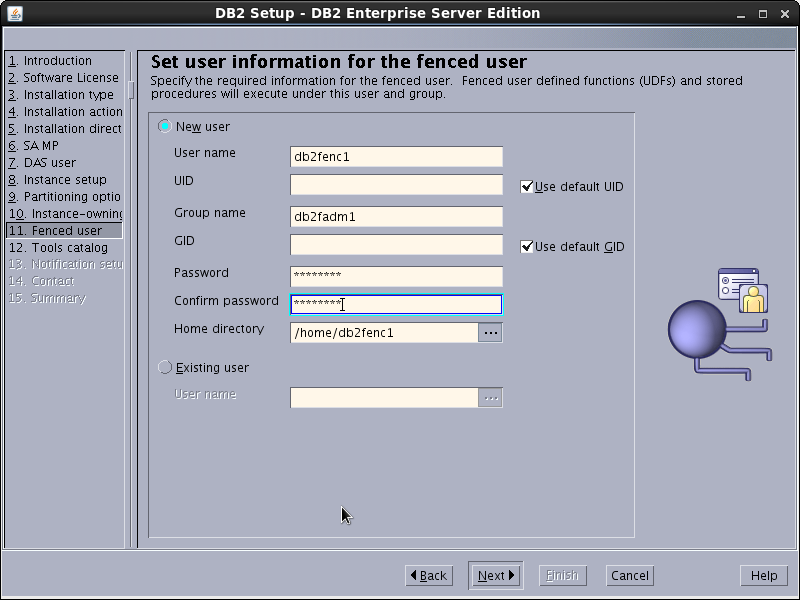 DB2 Setup - DB2 Enterprise Server Edition
1. Introduction
2. Software License
3. Installation type
4. Installation action
5. Installation direct
6. SA MP
7. DAS user
8. Instance setup
9. Partitioning optio
10. Instance-owning
11. Fenced user
12. Tools catalog
13. Notification setu
14. Contact
15. Summary
Set user information for the fenced user
Specify the required information for the fenced user. Fenced user defined functions (UDFs) and stored
procedures will execute under this user and group.
New user
User name db2fenc1
UID Use default UID
Group name db2fadm1
GID Use default GID
Password ********
Confirm password ********
Home directory /home/db2fenc1 ...
Existing user
User name ...
Back Next Finish Cancel Help